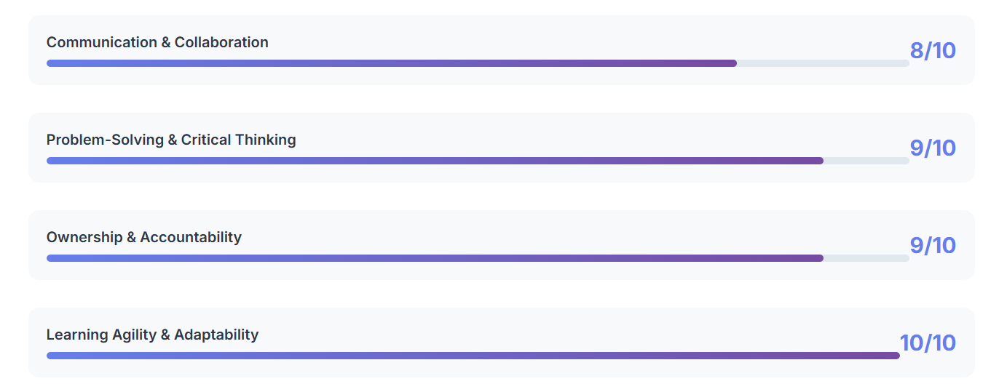 Communication & Collaboration
8/10
Problem-Solving & Critical Thinking
9/10
Ownership & Accountability
9/10
Learning Agility & Adaptability
10/10